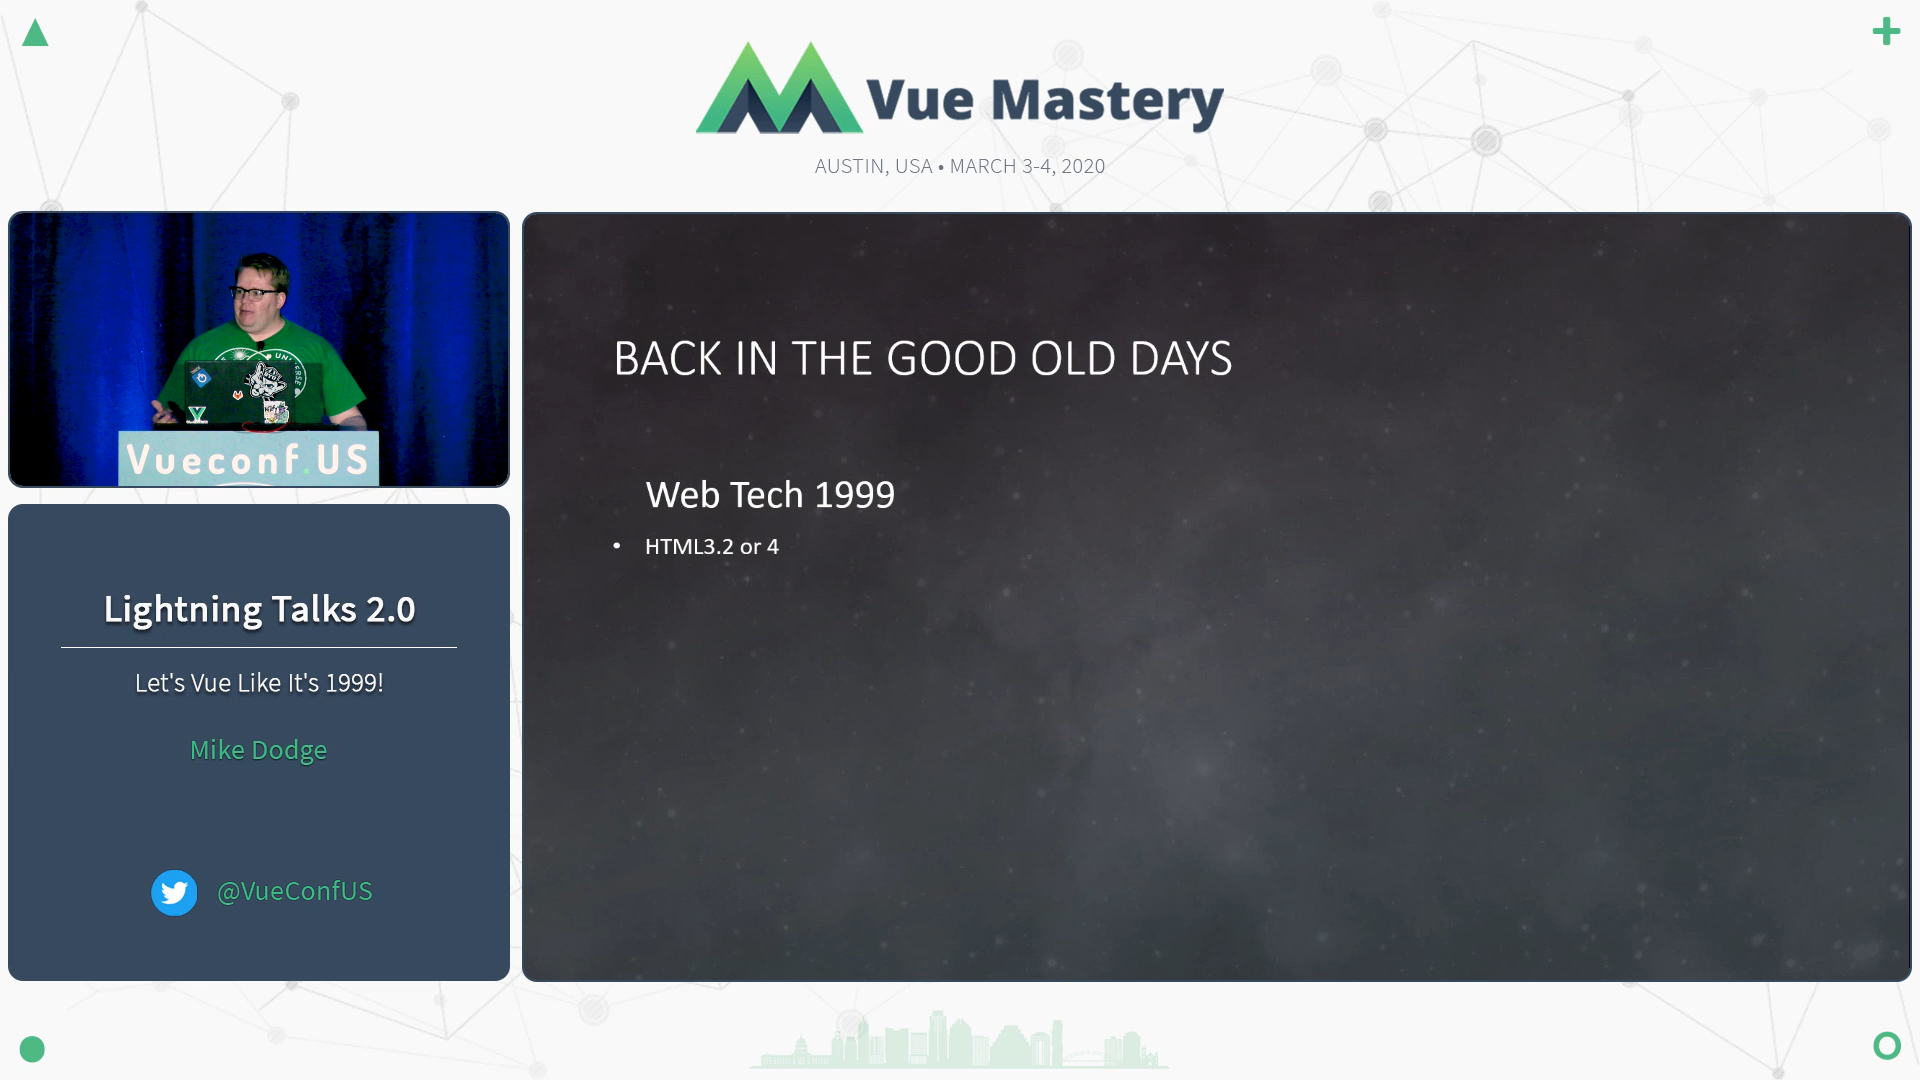 Vue Mastery
AUSTIN, USA • MARCH 3-4, 2020
Vueconf.US
Lightning Talks 2.0
Let's Vue Like It's 1999!
Mike Dodge
@VueConfUS
BACK IN THE GOOD OLD DAYS
Web Tech 1999
• HTML3.2 or 4